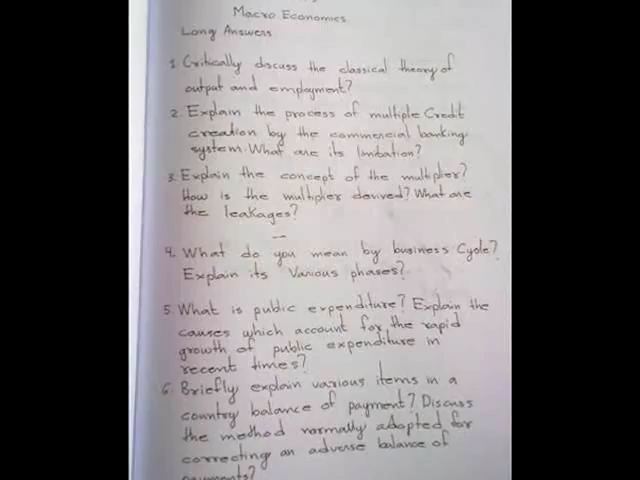 Macro Economics
Long Answers
1. Critically discuss the classical theory of
output and employment?
2. Explain the process of multiple Credit
creation by the commercial banking
system. What are its limitation?
3. Explain the concept of the multiplier?
How is the multiplier derived? What are
the leakages?
4. What do you mean by business Cycle?
Explain its Various phases?
5. What is public expenditure? Explain the
causes which account for the rapid
growth of public expenditure in
recent times?
6. Briefly explain various items in a
country balance of payment? Discuss
the method normally adopted for
correcting an adverse balance of
payments?